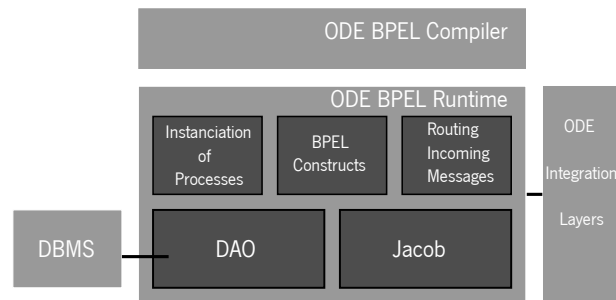 ODE BPEL Compiler
ODE BPEL Runtime
Instanciation
of
Processes
BPEL
Constructs
Routing
Incoming
Messages
ODE
Integration
Layers
DBMS
DAO
Jacob